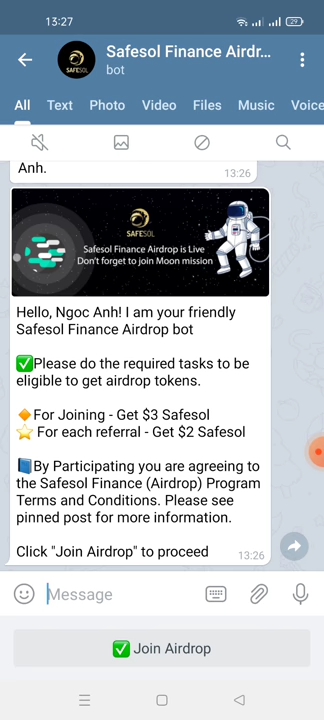 13:27
29
Safesol Finance Airdr...
bot
All Text Photo Video Files Music Voice
Anh.
13:26
SAFESOL
Safesol Finance Airdrop is Live
Don't forget to join Moon mission
Hello, Ngoc Anh! I am your friendly
Safesol Finance Airdrop bot
✅Please do the required tasks to be
eligible to get airdrop tokens.
🔸For Joining - Get $3 Safesol
⭐ For each referral - Get $2 Safesol
📘By Participating you are agreeing to
the Safesol Finance (Airdrop) Program
Terms and Conditions. Please see
pinned post for more information.
Click "Join Airdrop" to proceed
13:26
Message
✅ Join Airdrop